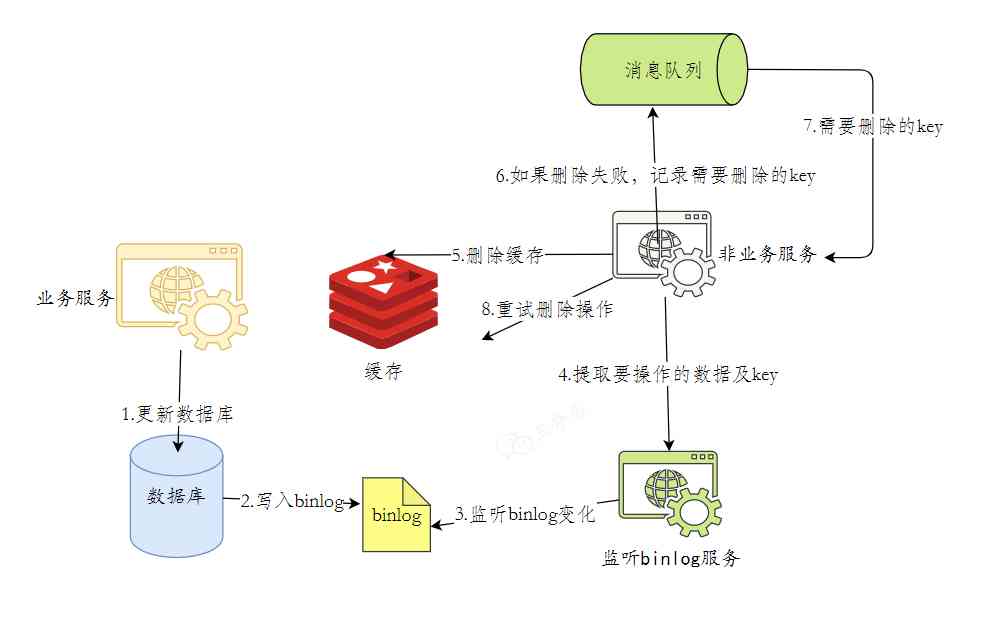 消息队列
7.需要删除的key
6.如果删除失败，记录需要删除的key
5.删除缓存
非业务服务
业务服务
8.重试删除操作
缓存
4.提取要操作的数据及key
1.更新数据库
数据库
2.写入binlog
binlog
3.监听binlog变化
监听binlog服务